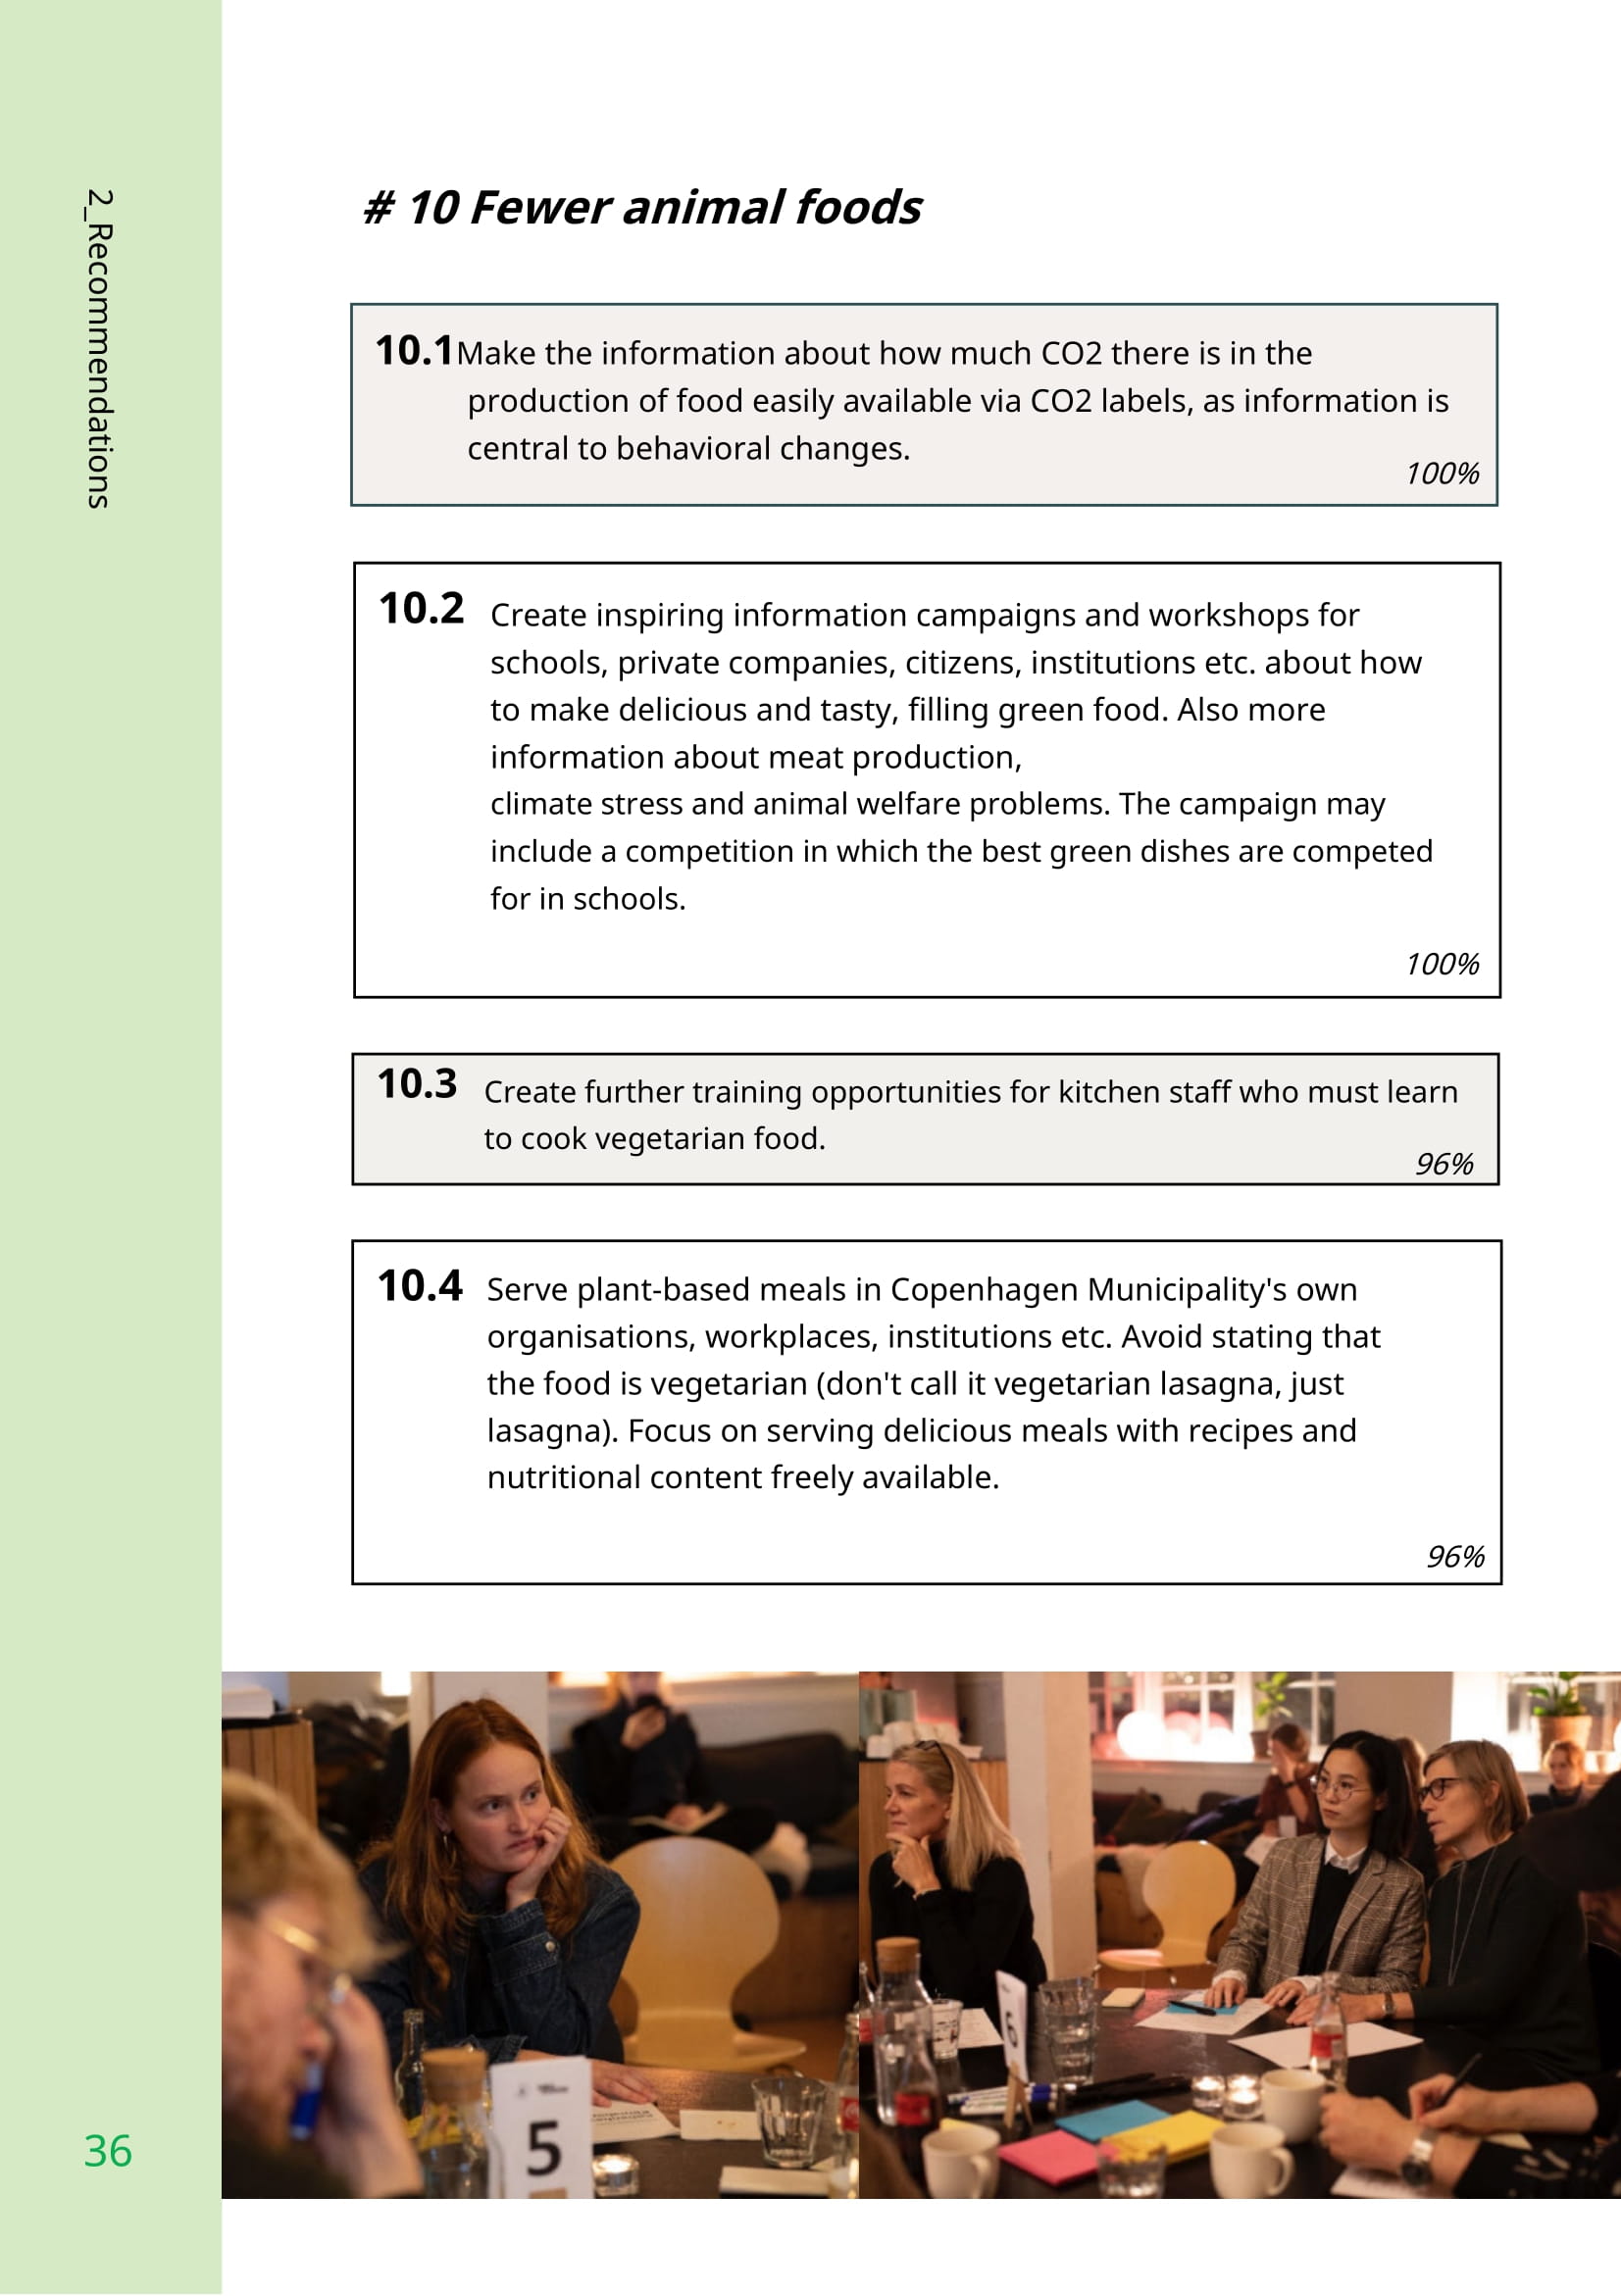 2_Recommendations
# 10 Fewer animal foods
10.1Make the information about how much CO2 there is in the
production of food easily available via CO2 labels, as information is
central to behavioral changes.
100%
10.2 Create inspiring information campaigns and workshops for
schools, private companies, citizens, institutions etc. about how
to make delicious and tasty, filling green food. Also more
information about meat production,
climate stress and animal welfare problems. The campaign may
include a competition in which the best green dishes are competed
for in schools.
100%
10.3 Create further training opportunities for kitchen staff who must learn
to cook vegetarian food.
96%
10.4 Serve plant-based meals in Copenhagen Municipality's own
organisations, workplaces, institutions etc. Avoid stating that
the food is vegetarian (don't call it vegetarian lasagna, just
lasagna). Focus on serving delicious meals with recipes and
nutritional content freely available.
96%
5
6
36